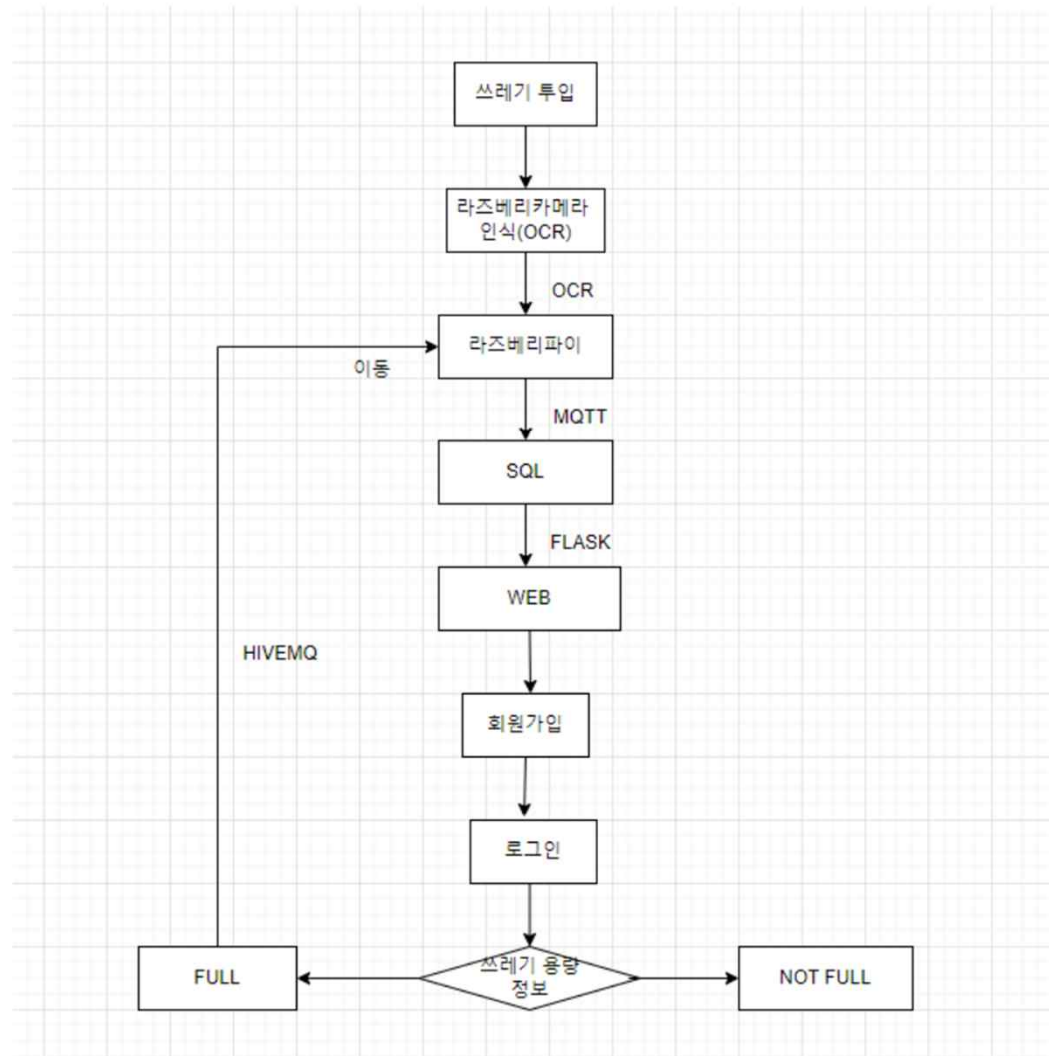 쓰레기 투입
라즈베리카메라
인식(OCR)
OCR
라즈베리파이
이동
MQTT
SQL
FLASK
WEB
HIVEMQ
회원가입
로그인
쓰레기 용량
정보
FULL
NOT FULL